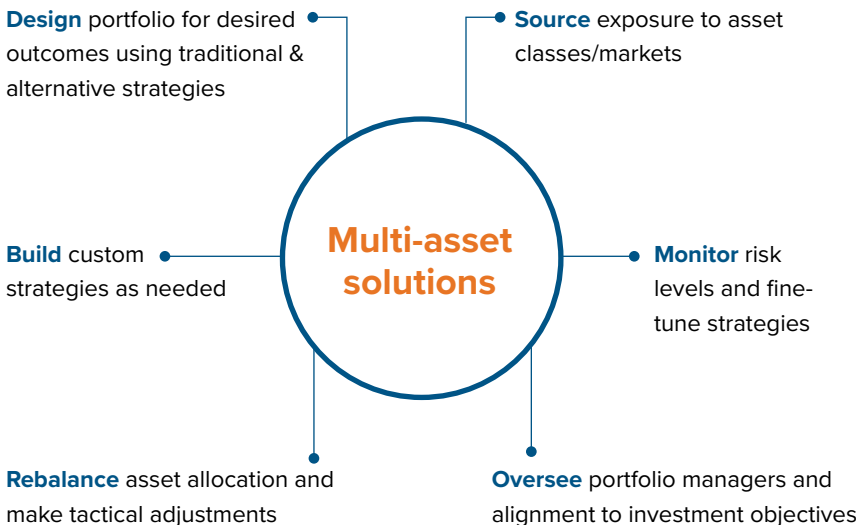 Design portfolio for desired
outcomes using traditional &
alternative strategies
Source exposure to asset
classes/markets
Multi-asset
solutions
Build custom
strategies as needed
Monitor risk
levels and fine-
tune strategies
Rebalance asset allocation and
make tactical adjustments
Oversee portfolio managers and
alignment to investment objectives